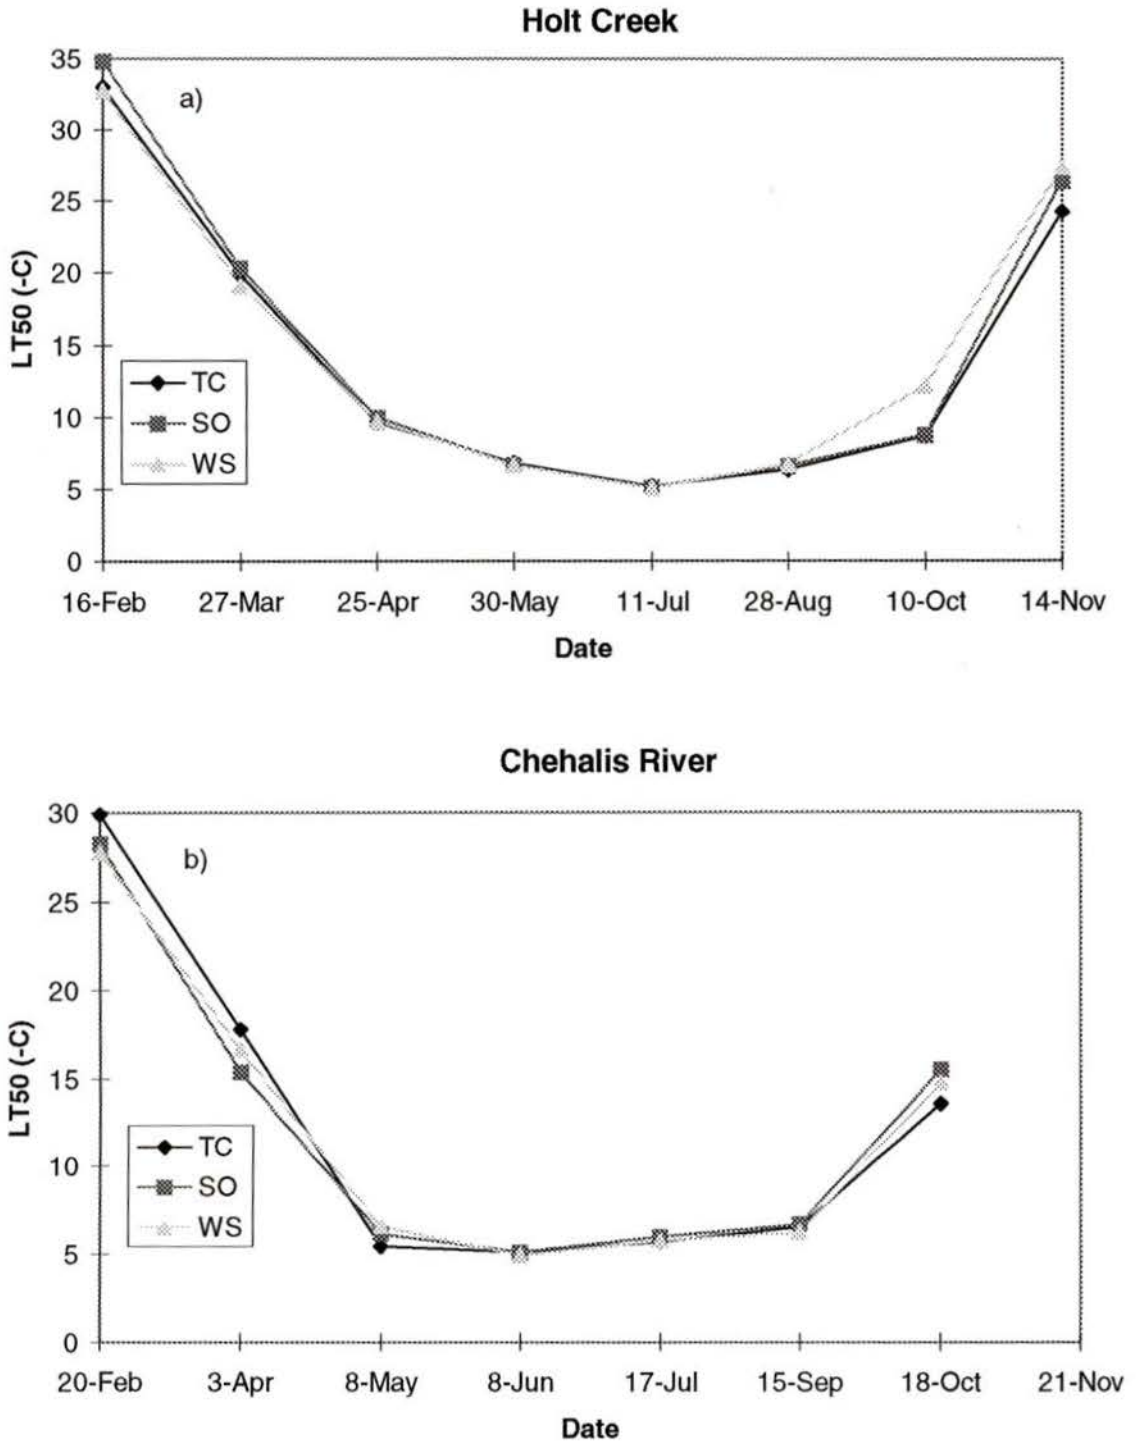 Holt Creek
35
a)
30
25
20
15
10
5
0
LT50 (-C)
TC
SO
WS
16-Feb 27-Mar 25-Apr 30-May 11-Jul 28-Aug 10-Oct 14-Nov
Date
Chehalis River
30
b)
25
20
15
10
5
0
LT50 (-C)
TC
SO
WS
20-Feb 3-Apr 8-May 8-Jun 17-Jul 15-Sep 18-Oct 21-Nov
Date